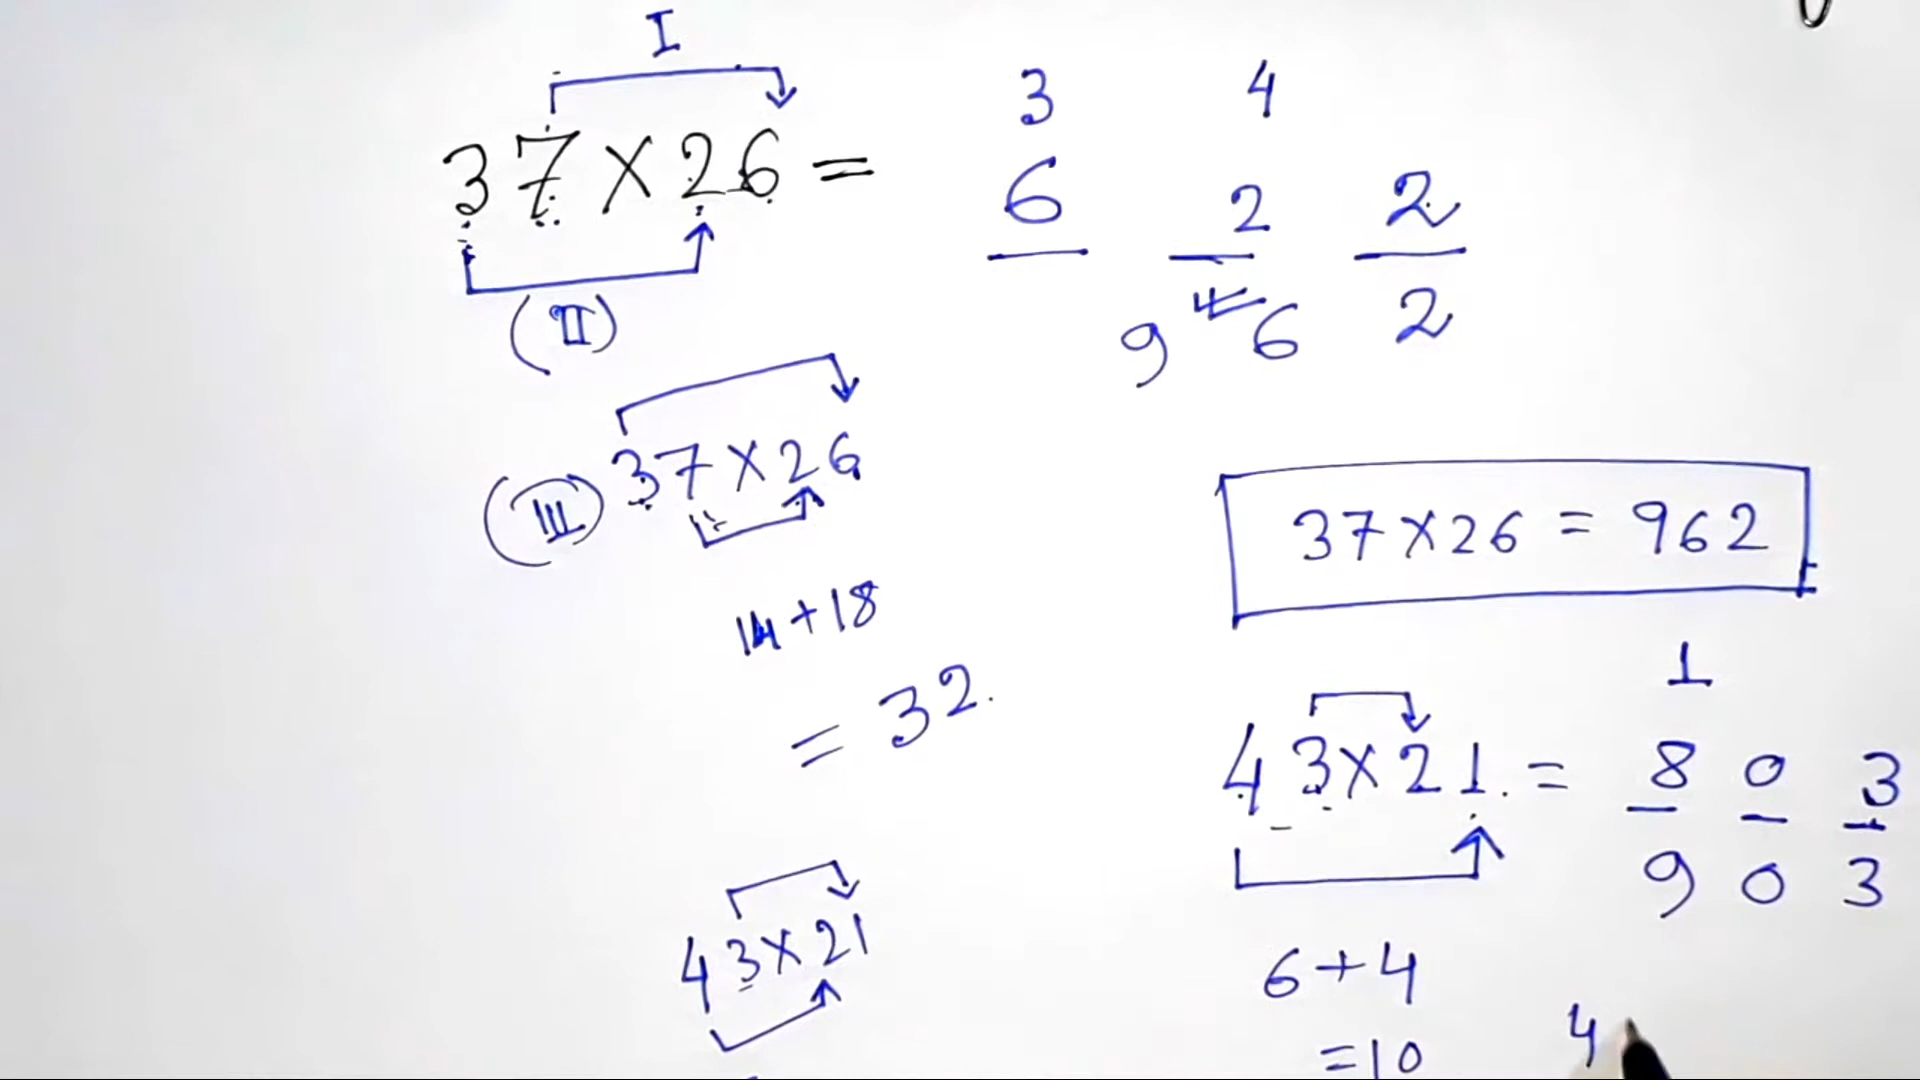 I
3 4
37×26 = 6 2 2
(II)
9 6 2
(III) 37×26
37×26 = 962
14+18
= 32.
1
43×21. = 8 0 3
9 0 3
43×21
6+4
=10
4